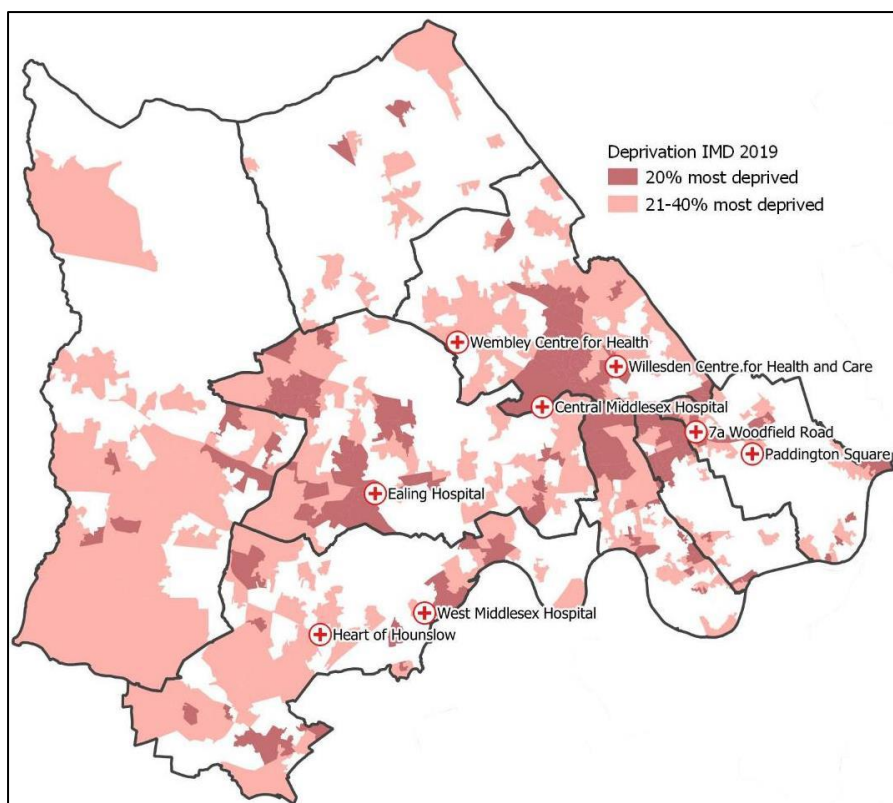 Deprivation IMD 2019
20% most deprived
21-40% most deprived
Wembley Centre for Health
Willesden Centre for Health and Care
Central Middlesex Hospital
7a Woodfield Road
Paddington Square
Ealing Hospital
West Middlesex Hospital
Heart of Hounslow